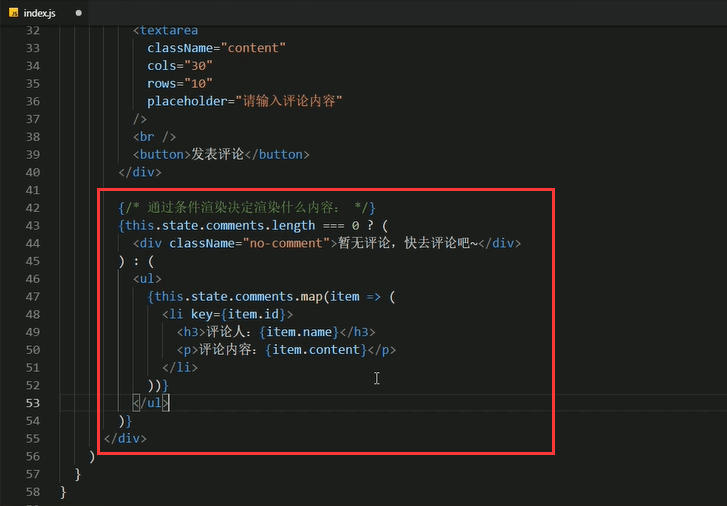 JS index.js ●
32 <textarea
33 className="content"
34 cols="30"
35 rows="10"
36 placeholder="请输入评论内容"
37 />
38 <br />
39 <button>发表评论</button>
40 </div>
41
42 {/* 通过条件渲染决定渲染什么内容： */}
43 {this.state.comments.length === 0 ? (
44 <div className="no-comment">暂无评论，快去评论吧~</div>
45 ) : (
46 <ul>
47 {this.state.comments.map(item => (
48 <li key={item.id}>
49 <h3>评论人：{item.name}</h3>
50 <p>评论内容：{item.content}</p>
51 </li>
52 ))}
53 </ul>
54 )}
55 </div>
56 )
57 }
58 }